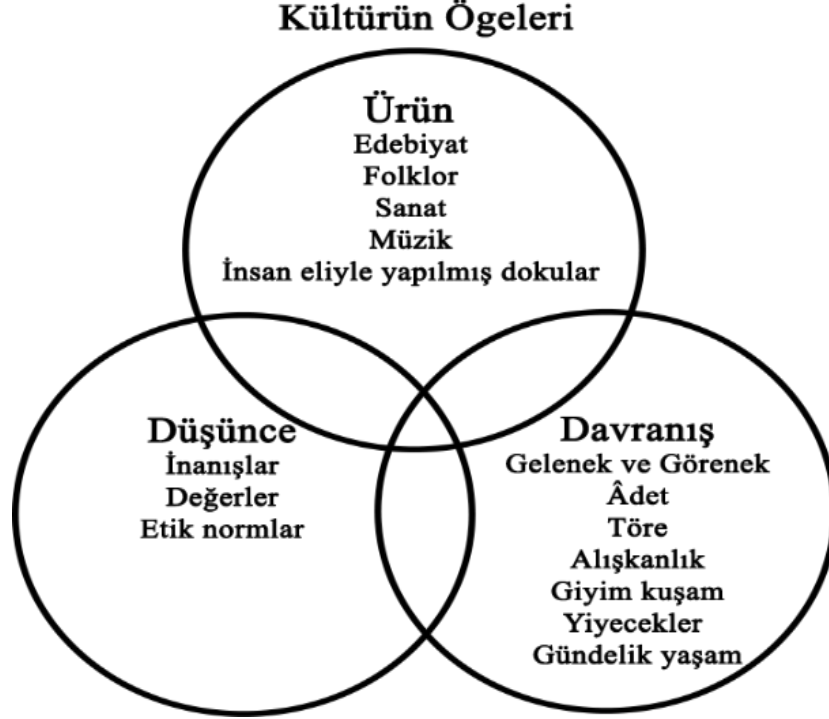 Kültürün Ögeleri
Ürün
Edebiyat
Folklor
Sanat
Müzik
İnsan eliyle yapılmış dokular
Düşünce
İnanışlar
Değerler
Etik normlar
Davranış
Gelenek ve Görenek
Âdet
Töre
Alışkanlık
Giyim kuşam
Yiyecekler
Gündelik yaşam